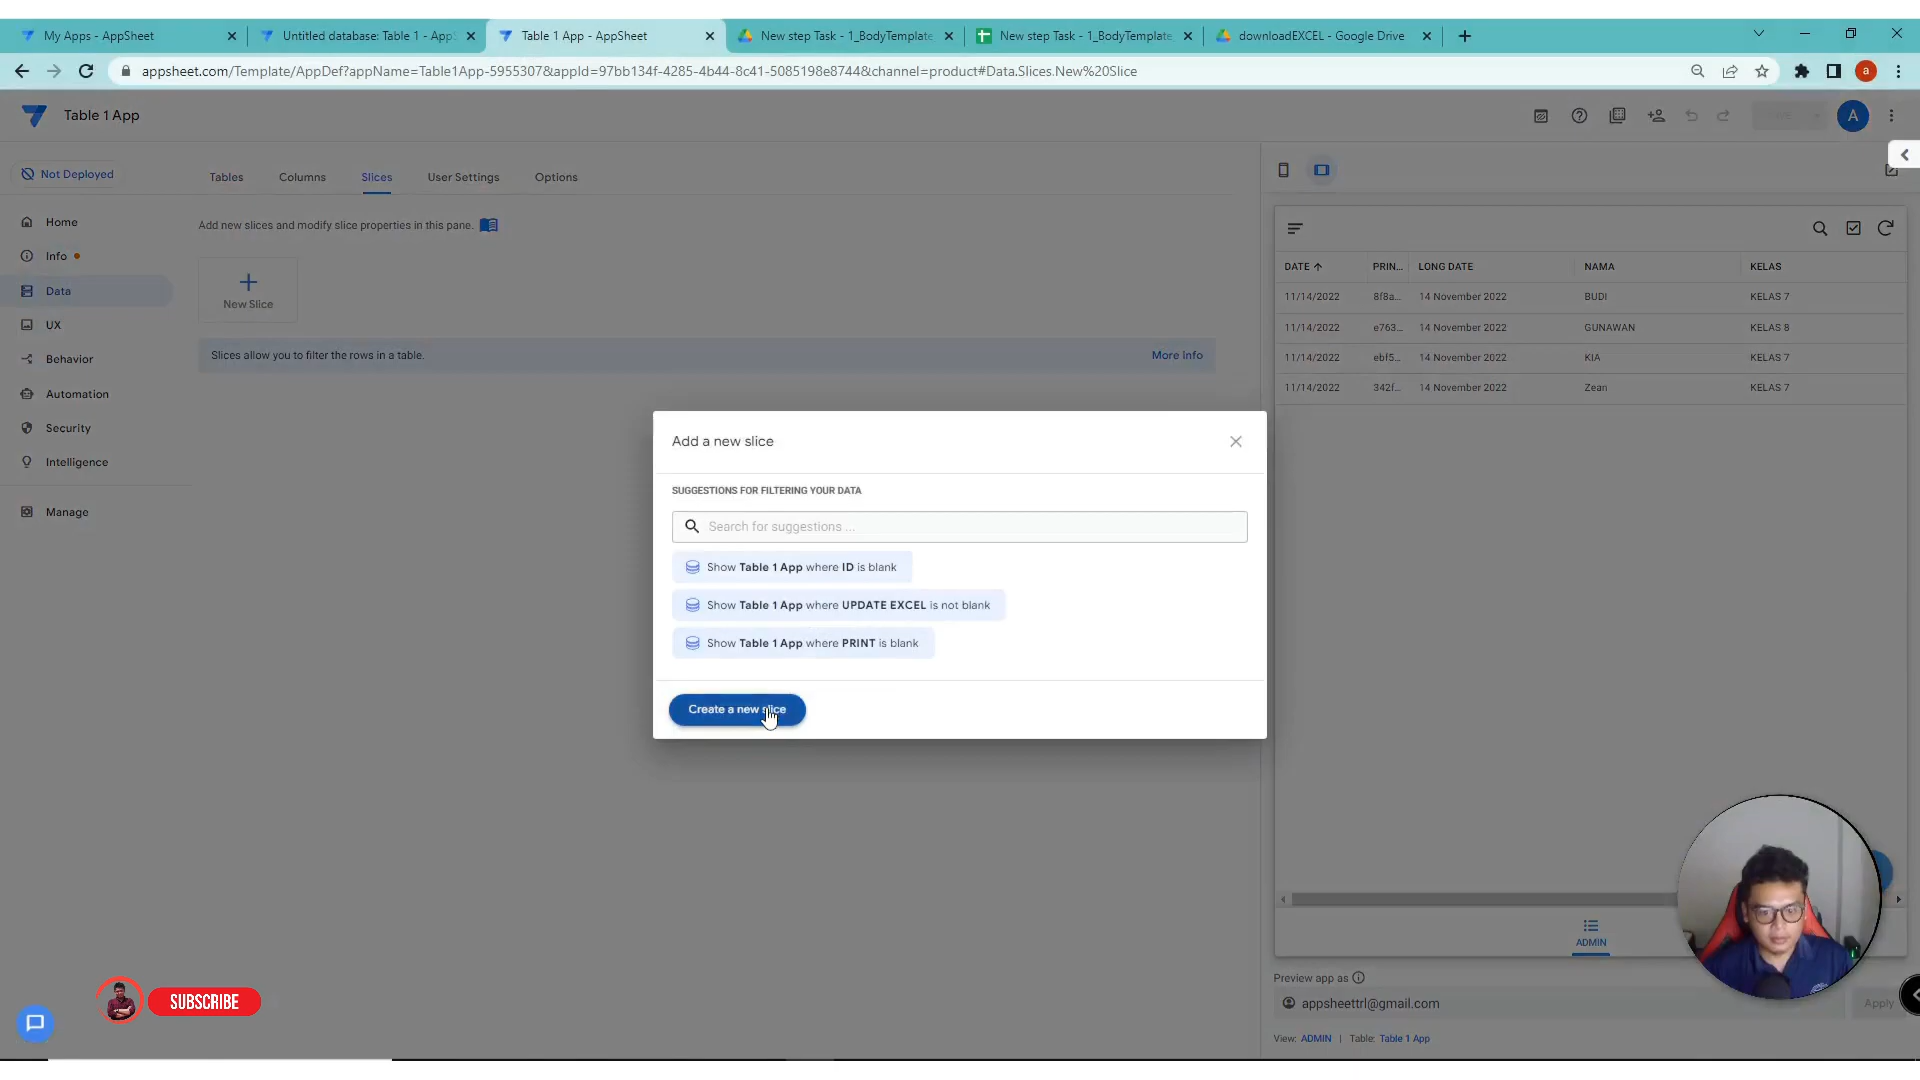 My Apps - AppSheet
Untitled database: Table 1 - App
Table 1 App - AppSheet
New step Task - 1_BodyTemplate
New step Task - 1_BodyTemplate
downloadEXCEL - Google Drive
appsheet.com/Template/AppDef?appName=Table1App-5955307&appId=97bb134f-4285-4b44-8c41-5085198e8744&channel=product#Data.Slices.New%20Slice
a
Table 1 App
A
Not Deployed
Tables
Columns
Slices
User Settings
Options
Home
Info
Data
UX
Behavior
Automation
Security
Intelligence
Manage
Add new slices and modify slice properties in this pane.
New Slice
Slices allow you to filter the rows in a table.
More Info
Add a new slice
SUGGESTIONS FOR FILTERING YOUR DATA
Search for suggestions ...
Show Table 1 App where ID is blank
Show Table 1 App where UPDATE EXCEL is not blank
Show Table 1 App where PRINT is blank
Create a new slice
DATE PRIN... LONG DATE NAMA KELAS
11/14/2022 8f8a... 14 November 2022 BUDI KELAS 7
11/14/2022 e763... 14 November 2022 GUNAWAN KELAS 8
11/14/2022 ebf5... 14 November 2022 KIA KELAS 7
11/14/2022 342f... 14 November 2022 Zean KELAS 7
ADMIN
Preview app as
appsheettrl@gmail.com
Apply
View: ADMIN | Table: Table 1 App
SUBSCRIBE